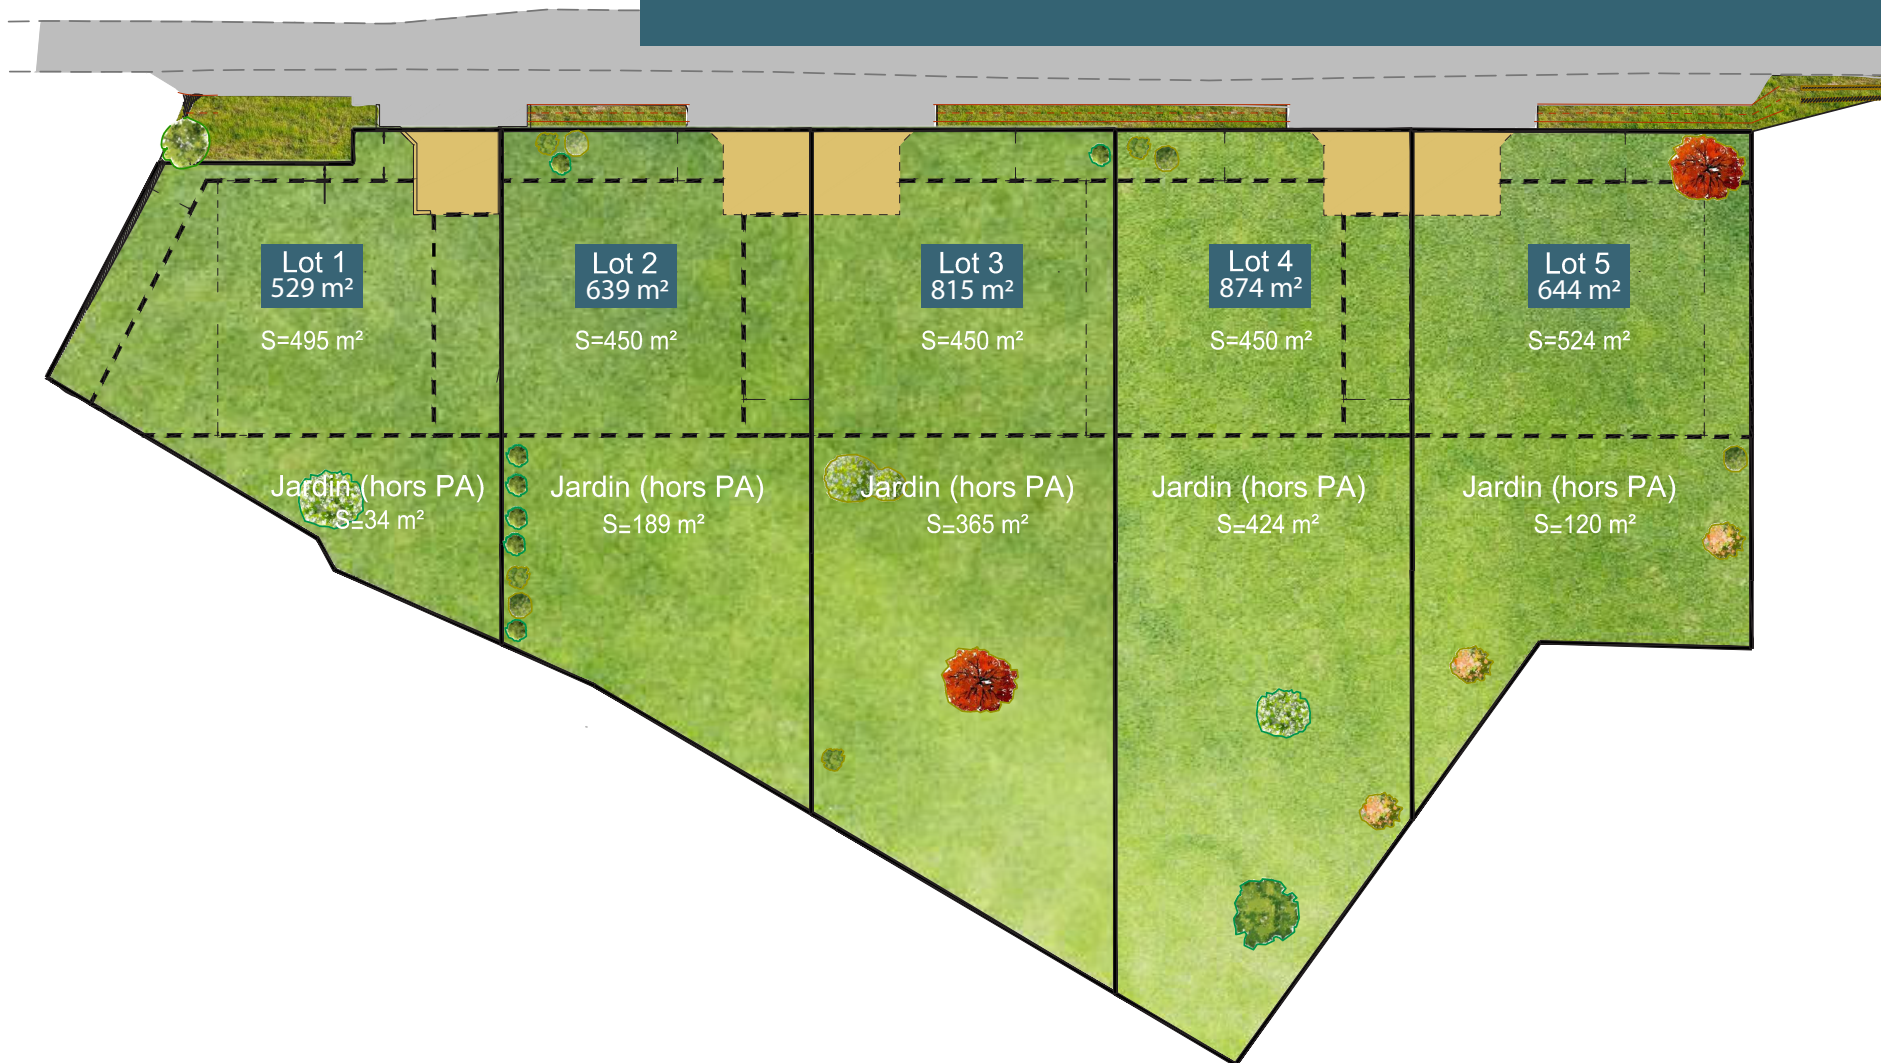 Lot 1
529 m²
S=495 m²
Jardin (hors PA)
S=34 m²
Lot 2
639 m²
S=450 m²
Jardin (hors PA)
S=189 m²
Lot 3
815 m²
S=450 m²
Jardin (hors PA)
S=365 m²
Lot 4
874 m²
S=450 m²
Jardin (hors PA)
S=424 m²
Lot 5
644 m²
S=524 m²
Jardin (hors PA)
S=120 m²